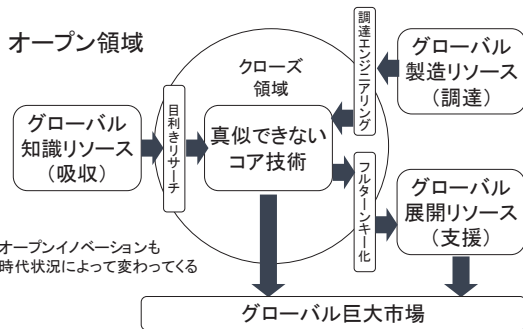 オープン領域
クローズ
領域
調達エンジニアリング
グローバル
製造リソース
(調達)
グローバル
知識リソース
(吸収)
目利きリサーチ
真似できない
コア技術
フルターンキー化
グローバル
展開リソース
(支援)
オープンイノベーションも
時代状況によって変わってくる
グローバル巨大市場